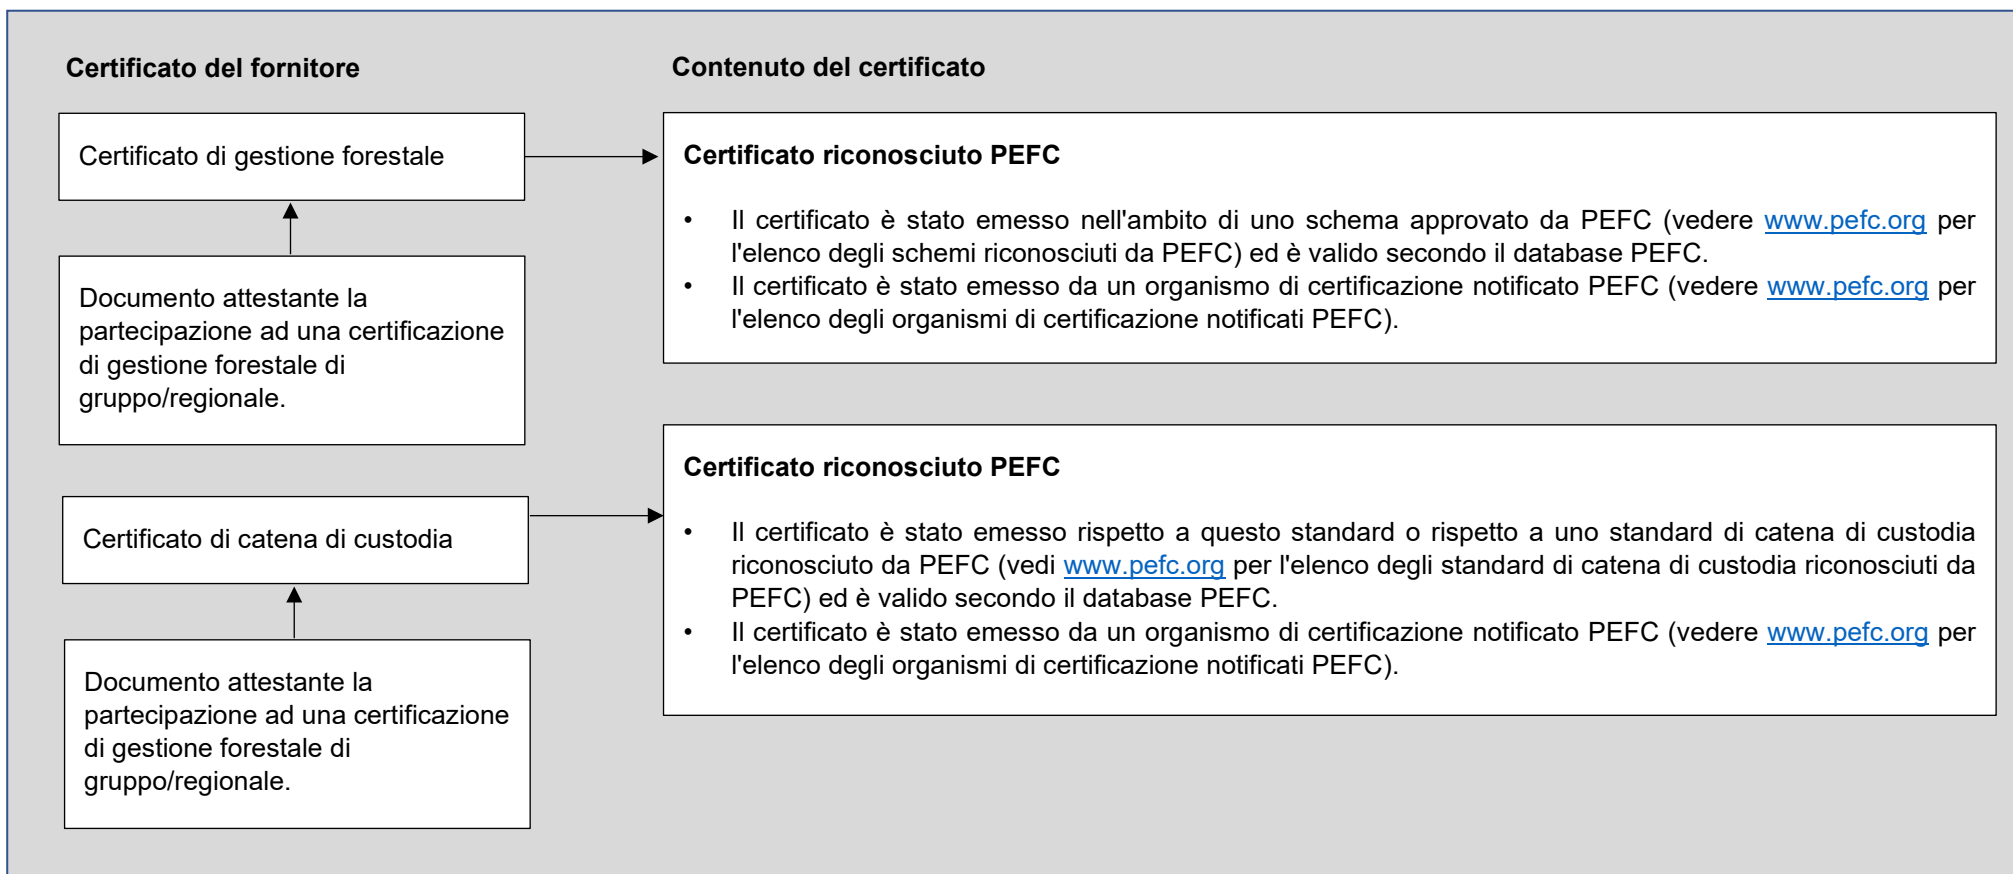 Certificato del fornitore
Contenuto del certificato
Certificato di gestione forestale
Documento attestante la
partecipazione ad una certificazione
di gestione forestale di
gruppo/regionale.
Certificato riconosciuto PEFC
• Il certificato è stato emesso nell'ambito di uno schema approvato da PEFC (vedere www.pefc.org per
l'elenco degli schemi riconosciuti da PEFC) ed è valido secondo il database PEFC.
• Il certificato è stato emesso da un organismo di certificazione notificato PEFC (vedere www.pefc.org per
l'elenco degli organismi di certificazione notificati PEFC).
Certificato di catena di custodia
Documento attestante la
partecipazione ad una certificazione
di gestione forestale di
gruppo/regionale.
Certificato riconosciuto PEFC
• Il certificato è stato emesso rispetto a questo standard o rispetto a uno standard di catena di custodia
riconosciuto da PEFC (vedi www.pefc.org per l'elenco degli standard di catena di custodia riconosciuti da
PEFC) ed è valido secondo il database PEFC.
• Il certificato è stato emesso da un organismo di certificazione notificato PEFC (vedere www.pefc.org per
l'elenco degli organismi di certificazione notificati PEFC).